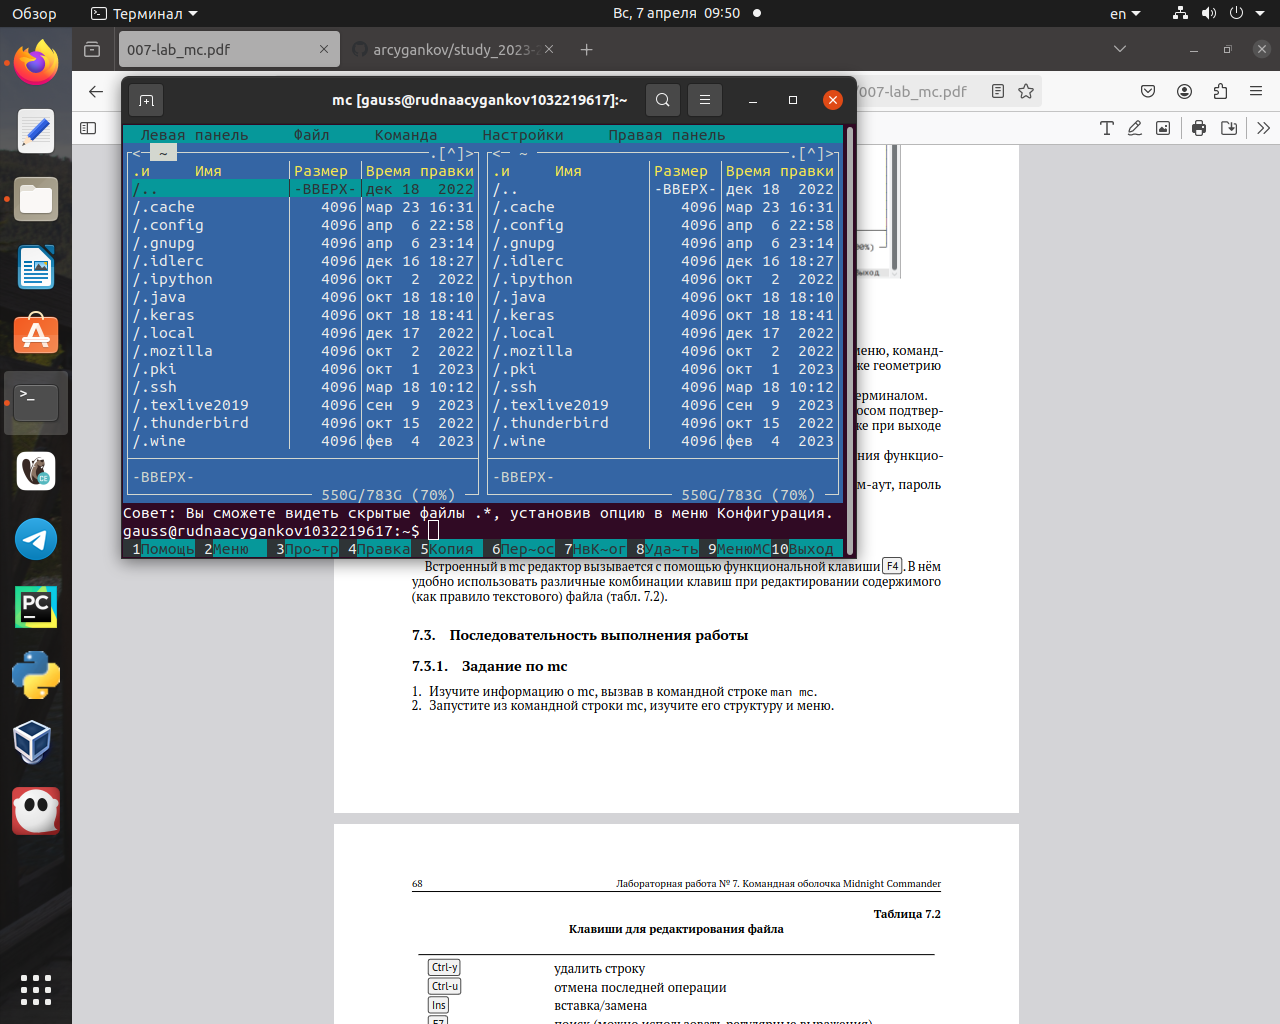 Обзор
Терминал
Вс, 7 апреля 09:50
en
007-lab_mc.pdf
arcygankov/study_2023-2
/007-lab_mc.pdf
mc [gauss@rudnaacygankov1032219617]:~
Левая панель Файл Команда Настройки Правая панель
<─ ~ ─.[^]> <─ ~ ─.[^]>
.и Имя Размер Время правки .и Имя Размер Время правки
/.. -ВВЕРХ- дек 18 2022 /.. -ВВЕРХ- дек 18 2022
/.cache 4096 мар 23 16:31 /.cache 4096 мар 23 16:31
/.config 4096 апр 6 22:58 /.config 4096 апр 6 22:58
/.gnupg 4096 апр 6 23:14 /.gnupg 4096 апр 6 23:14
/.idlerc 4096 дек 16 18:27 /.idlerc 4096 дек 16 18:27
/.ipython 4096 окт 2 2022 /.ipython 4096 окт 2 2022
/.java 4096 окт 18 18:10 /.java 4096 окт 18 18:10
/.keras 4096 окт 18 18:41 /.keras 4096 окт 18 18:41
/.local 4096 дек 17 2022 /.local 4096 дек 17 2022
/.mozilla 4096 окт 2 2022 /.mozilla 4096 окт 2 2022
/.pki 4096 окт 1 2023 /.pki 4096 окт 1 2023
/.ssh 4096 мар 18 10:12 /.ssh 4096 мар 18 10:12
/.texlive2019 4096 сен 9 2023 /.texlive2019 4096 сен 9 2023
/.thunderbird 4096 окт 15 2022 /.thunderbird 4096 окт 15 2022
/.wine 4096 фев 4 2023 /.wine 4096 фев 4 2023
-ВВЕРХ- -ВВЕРХ-
550G/783G (70%) 550G/783G (70%)
Совет: Вы сможете видеть скрытые файлы .*, установив опцию в меню Конфигурация.
gauss@rudnaacygankov1032219617:~$
1Помощь 2Меню 3Про~тр 4Правка 5Копия 6Пер~ос 7НвК~ог 8Уда~ть 9МенюMC 10Выход
меню, команд-
же геометрию
ерминалом.
росом подтвер-
же при выходе
ния функцио-
м-аут, пароль
Встроенный в mc редактор вызывается с помощью функциональной клавиши F4 . В нём
удобно использовать различные комбинации клавиш при редактировании содержимого
(как правило текстового) файла (табл. 7.2).
7.3. Последовательность выполнения работы
7.3.1. Задание по mc
1. Изучите информацию о mc, вызвав в командной строке man mc.
2. Запустите из командной строки mc, изучите его структуру и меню.
68 Лабораторная работа № 7. Командная оболочка Midnight Commander
Таблица 7.2
Клавиши для редактирования файла
Ctrl-y удалить строку
Ctrl-u отмена последней операции
Ins вставка/замена
F7 поиск (можно использовать регулярные выражения)